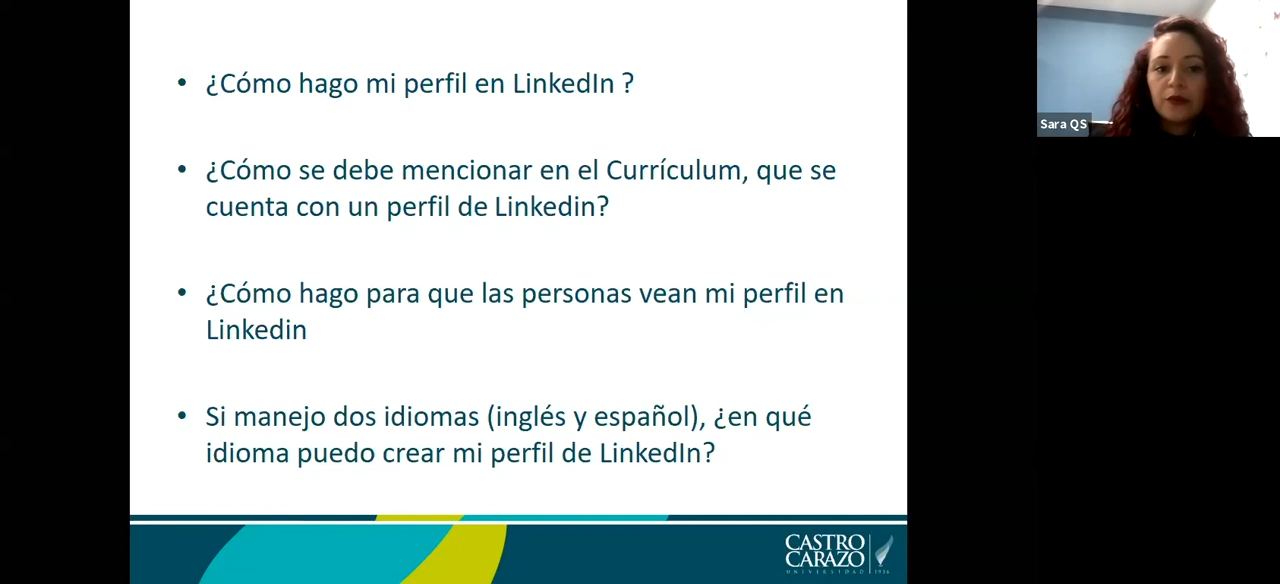 • ¿Cómo hago mi perfil en LinkedIn ?
• ¿Cómo se debe mencionar en el Currículum, que se
cuenta con un perfil de Linkedin?
• ¿Cómo hago para que las personas vean mi perfil en
Linkedin
• Si manejo dos idiomas (inglés y español), ¿en qué
idioma puedo crear mi perfil de LinkedIn?
Sara QS
CASTRO
CARAZO
UNIVERSIDAD 1936